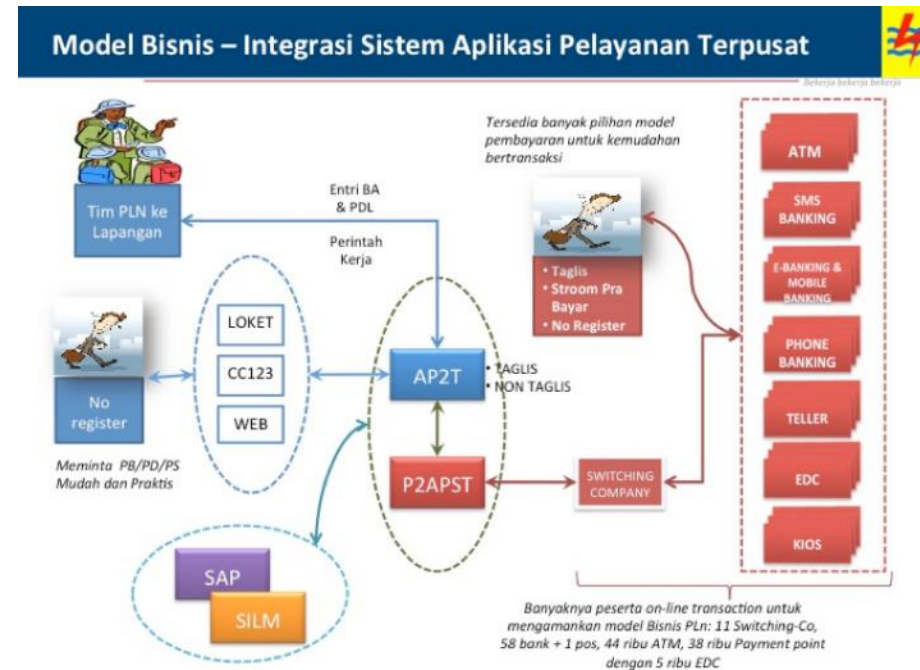 Model Bisnis – Integrasi Sistem Aplikasi Pelayanan Terpusat
Bekerja bekerja bekerja
Tim PLN ke
Lapangan
Entri BA
& PDL
Perintah
Kerja
Tersedia banyak pilihan model
pembayaran untuk kemudahan
bertransaksi
• Taglis
• Stroom Pra
Bayar
• No Register
No
register
Meminta PB/PD/PS
Mudah dan Praktis
LOKET
CC123
WEB
AP2T
• TAGLIS
• NON TAGLIS
P2APST
SWITCHING
COMPANY
SAP
SILM
ATM
SMS
BANKING
E-BANKING &
MOBILE
BANKING
PHONE
BANKING
TELLER
EDC
KIOS
Banyaknya peserta on-line transaction untuk
mengamankan model Bisnis PLn: 11 Switching-Co,
58 bank + 1 pos, 44 ribu ATM, 38 ribu Payment point
dengan 5 ribu EDC